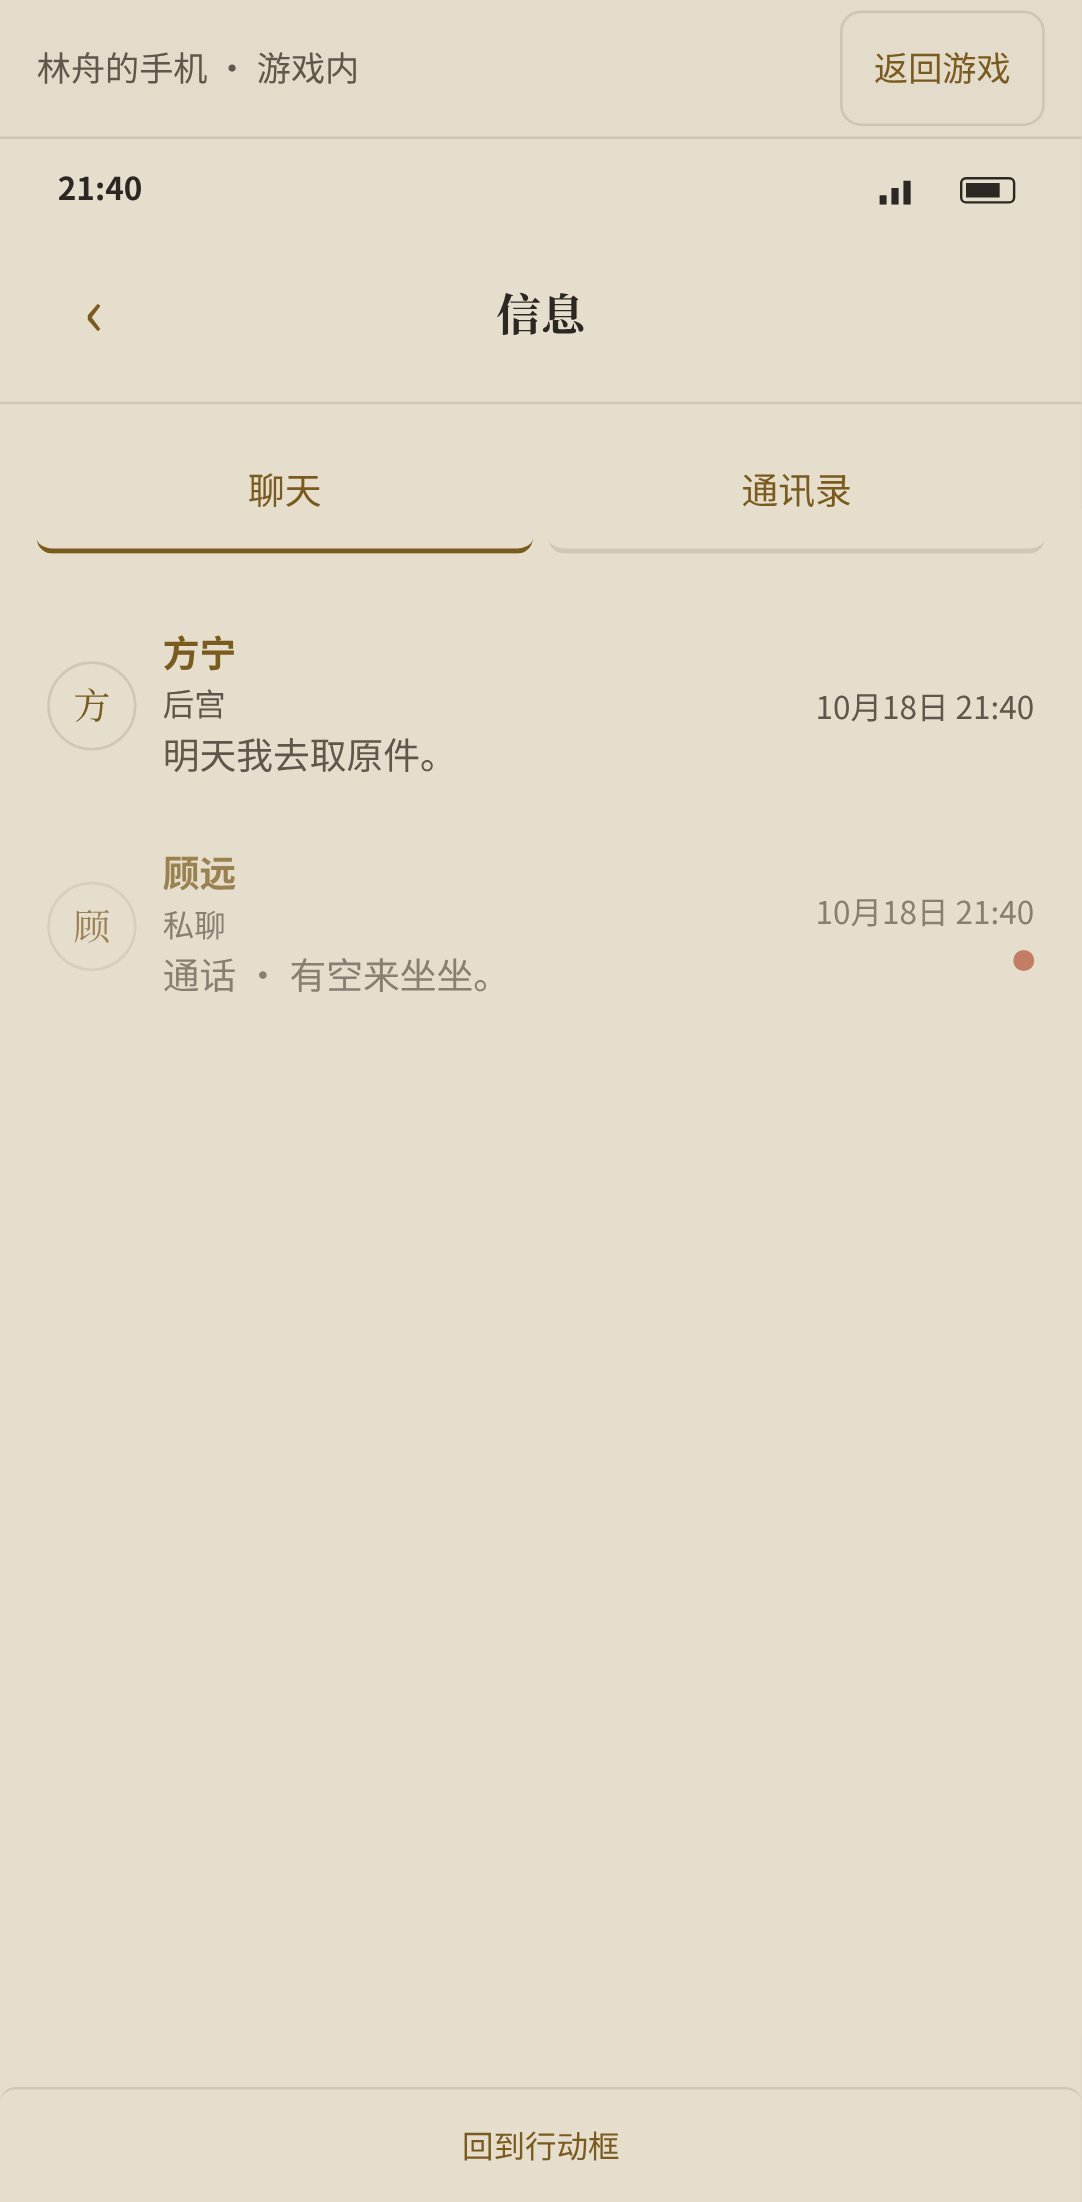 林舟的手机 · 游戏内
返回游戏
21:40
‹
信息
聊天
通讯录
方
方宁
后宫
明天我去取原件。
10月18日 21:40
顾
顾远
私聊
通话 · 有空来坐坐。
10月18日 21:40
回到行动框